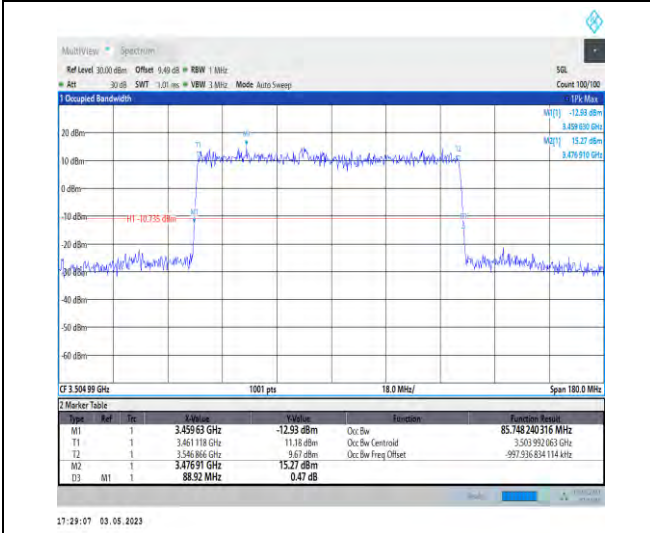 MultiView Spectrum
Ref Level 30.00 dBm Offset 9.49 dB RBW 1 MHz SGL
Att 30 dB SWT 1.01 ms VBW 3 MHz Mode Auto Sweep Count 100/100
1 Occupied Bandwidth 1Pk Max
M1[1] -12.93 dBm
3.459 630 GHz
M2[1] 15.27 dBm
3.476 910 GHz
20 dBm
M2
T1
T2
10 dBm
0 dBm
-10 dBm
H1 -10.735 dBm
M1
-20 dBm
-30 dBm
-40 dBm
-50 dBm
-60 dBm
CF 3.504 99 GHz 1001 pts 18.0 MHz/ Span 180.0 MHz
2 Marker Table
Type Ref Trc X-Value Y-Value Function Function Result
M1 1 3.459 63 GHz -12.93 dBm Occ Bw 85.748 240 316 MHz
T1 1 3.461 118 GHz 11.18 dBm Occ Bw Centroid 3.503 992 063 GHz
T2 1 3.546 866 GHz 9.67 dBm Occ Bw Freq Offset -997.936 834 114 kHz
M2 1 3.476 91 GHz 15.27 dBm
D3 M1 1 88.92 MHz 0.47 dB
17:29:07 03.05.2023